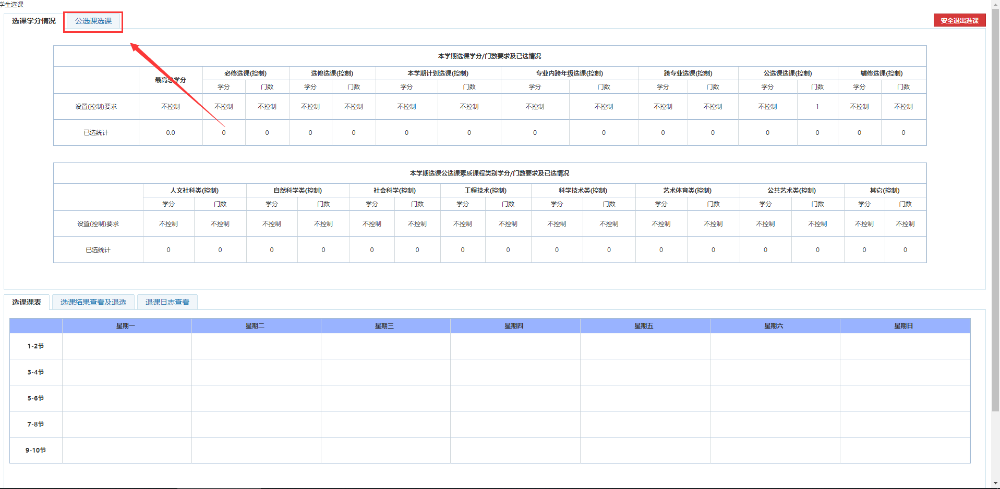 学生选课
选课学分情况 公选课选课 安全退出选课
本学期选课学分/门数要求及已选情况
最高总学分 必修选课(控制) 选修选课(控制) 本学期计划选课(控制) 专业内跨年级选课(控制) 跨专业选课(控制) 公选课选课(控制) 辅修选课(控制)
学分 门数 学分 门数 学分 门数 学分 门数 学分 门数 学分 门数 学分 门数
设置(控制)要求 不控制 不控制 不控制 不控制 不控制 不控制 不控制 不控制 不控制 不控制 不控制 不控制 1 不控制 不控制
已选统计 0.0 0 0 0 0 0 0 0 0 0 0 0 0 0 0
本学期选课公选课素质课程类别学分/门数要求及已选情况
人文社科类(控制) 自然科学类(控制) 社会科学(控制) 工程技术(控制) 科学技术类(控制) 艺术体育类(控制) 公共艺术类(控制) 其它(控制)
学分 门数 学分 门数 学分 门数 学分 门数 学分 门数 学分 门数 学分 门数 学分 门数
设置(控制)要求 不控制 不控制 不控制 不控制 不控制 不控制 不控制 不控制 不控制 不控制 不控制 不控制 不控制 不控制 不控制 不控制
已选统计 0 0 0 0 0 0 0 0 0 0 0 0 0 0 0 0
选课课表 选课结果查看及退选 退课日志查看
星期一 星期二 星期三 星期四 星期五 星期六 星期日
1-2节
3-4节
5-6节
7-8节
9-10节